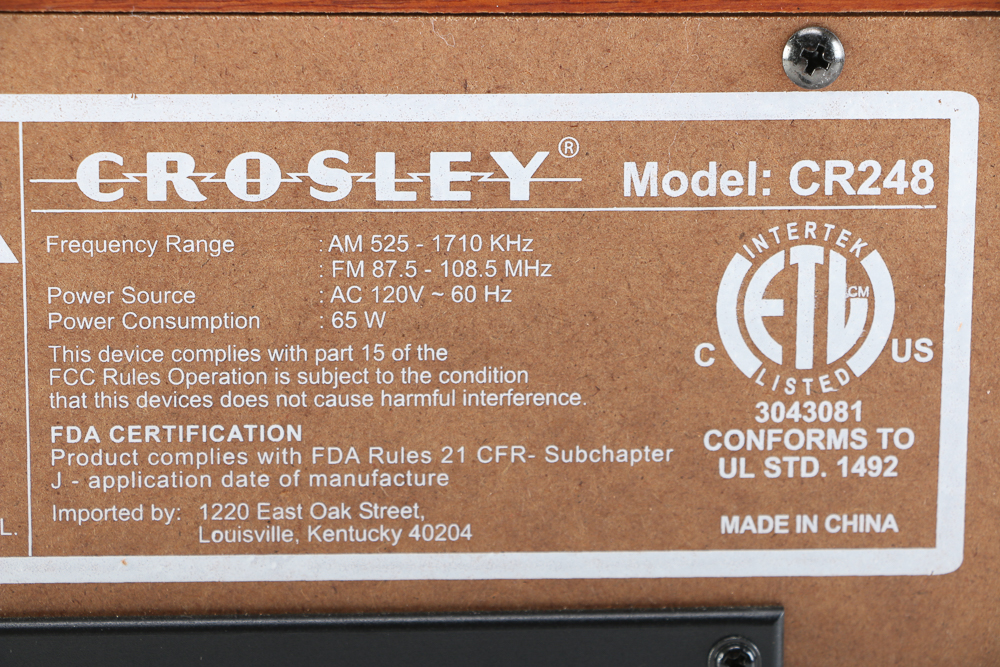 CROSLEY®
Model: CR248
Frequency Range : AM 525 - 1710 KHz
: FM 87.5 - 108.5 MHz
Power Source : AC 120V ~ 60 Hz
Power Consumption : 65 W
This device complies with part 15 of the
FCC Rules Operation is subject to the condition
that this devices does not cause harmful interference.
FDA CERTIFICATION
Product complies with FDA Rules 21 CFR- Subchapter
J - application date of manufacture
Imported by: 1220 East Oak Street,
Louisville, Kentucky 40204
INTERTEK
ETL CM
C US
LISTED
3043081
CONFORMS TO
UL STD. 1492
MADE IN CHINA
L.